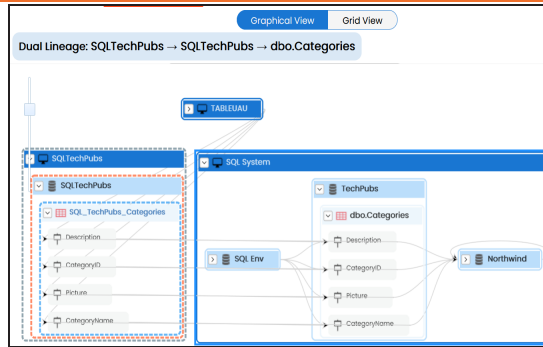 Graphical View Grid View
Dual Lineage: SQLTechPubs → SQLTechPubs → dbo.Categories
TABLEUAU
SQLTechPubs
SQLTechPubs
SQL_TechPubs_Categories
Description
CategoryID
Picture
CategoryName
SQL System
SQL Env
TechPubs
dbo.Categories
Description
CategoryID
Picture
CategoryName
Northwind